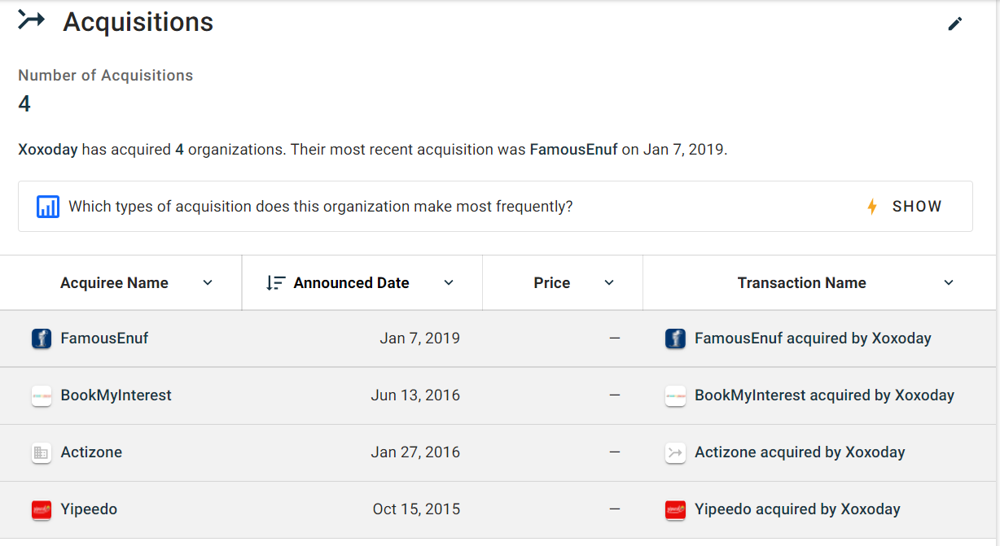 Acquisitions
Number of Acquisitions
4
Xoxoday has acquired 4 organizations. Their most recent acquisition was FamousEnuf on Jan 7, 2019.
Which types of acquisition does this organization make most frequently? SHOW
Acquiree Name Announced Date Price Transaction Name
FamousEnuf Jan 7, 2019 — FamousEnuf acquired by Xoxoday
BookMyInterest Jun 13, 2016 — BookMyInterest acquired by Xoxoday
Actizone Jan 27, 2016 — Actizone acquired by Xoxoday
Yipeedo Oct 15, 2015 — Yipeedo acquired by Xoxoday